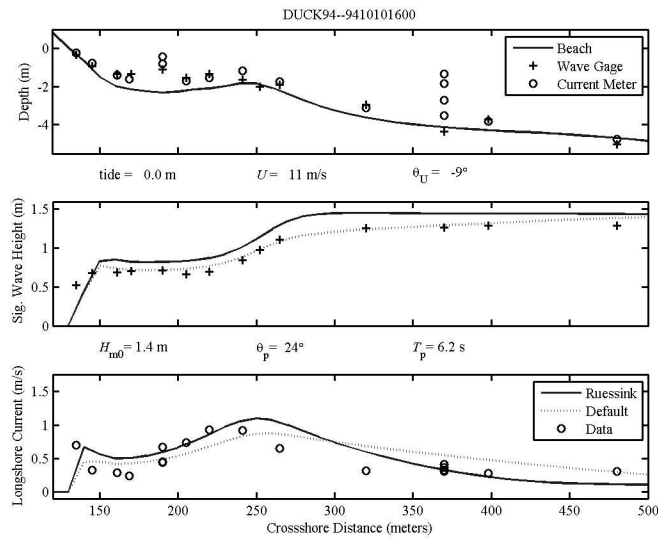 DUCK94--9410101600
0
-2
-4
Depth (m)
Beach
Wave Gage
Current Meter
tide = 0.0 m U = 11 m/s θU = -9°
1.5
1
0.5
0
Sig. Wave Height (m)
Hm0 = 1.4 m θp = 24° Tp = 6.2 s
1.5
1
0.5
0
Longshore Current (m/s)
Ruessink
Default
Data
150 200 250 300 350 400 450 500
Crossshore Distance (meters)